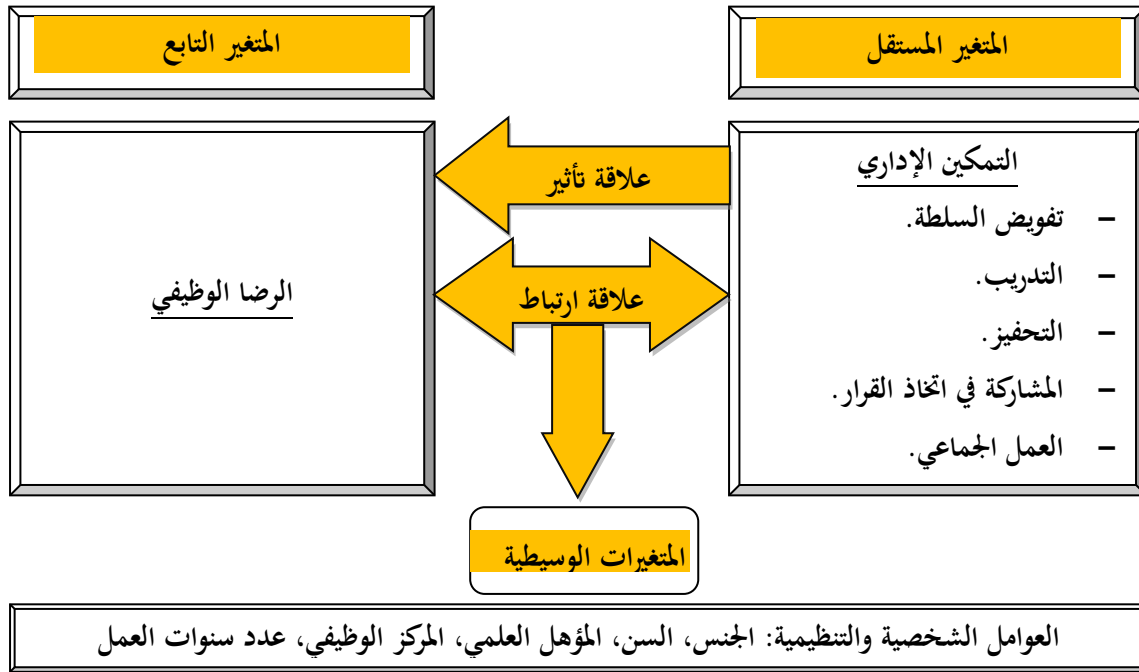 المتغير المستقل
المتغير التابع
التمكين الإداري
– تفويض السلطة.
– التدريب.
– التحفيز.
– المشاركة في اتخاذ القرار.
– العمل الجماعي.
علاقة تأثير
علاقة ارتباط
الرضا الوظيفي
المتغيرات الوسيطية
العوامل الشخصية والتنظيمية: الجنس، السن، المؤهل العلمي، المركز الوظيفي، عدد سنوات العمل